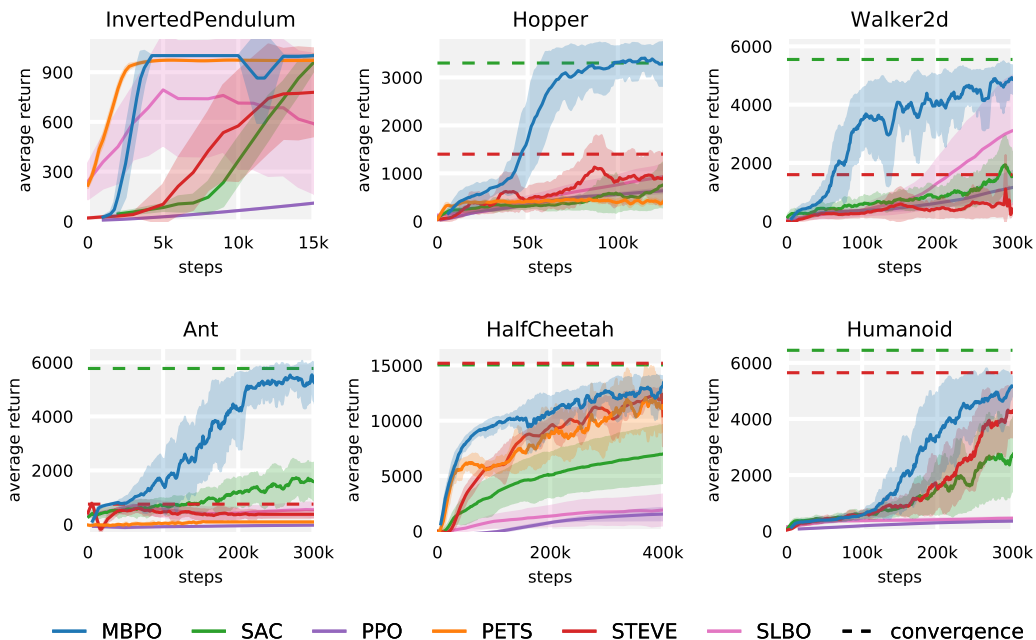 InvertedPendulum
Hopper
Walker2d
average return
900
600
300
0
0
5k
10k
15k
steps
average return
3000
2000
1000
0
50k
100k
steps
average return
6000
4000
2000
0
0
100k
200k
300k
steps
Ant
HalfCheetah
Humanoid
average return
6000
4000
2000
0
0
100k
200k
300k
steps
average return
15000
10000
5000
0
200k
400k
steps
average return
6000
4000
2000
0
0
100k
200k
300k
steps
MBPO SAC PPO PETS STEVE SLBO convergence